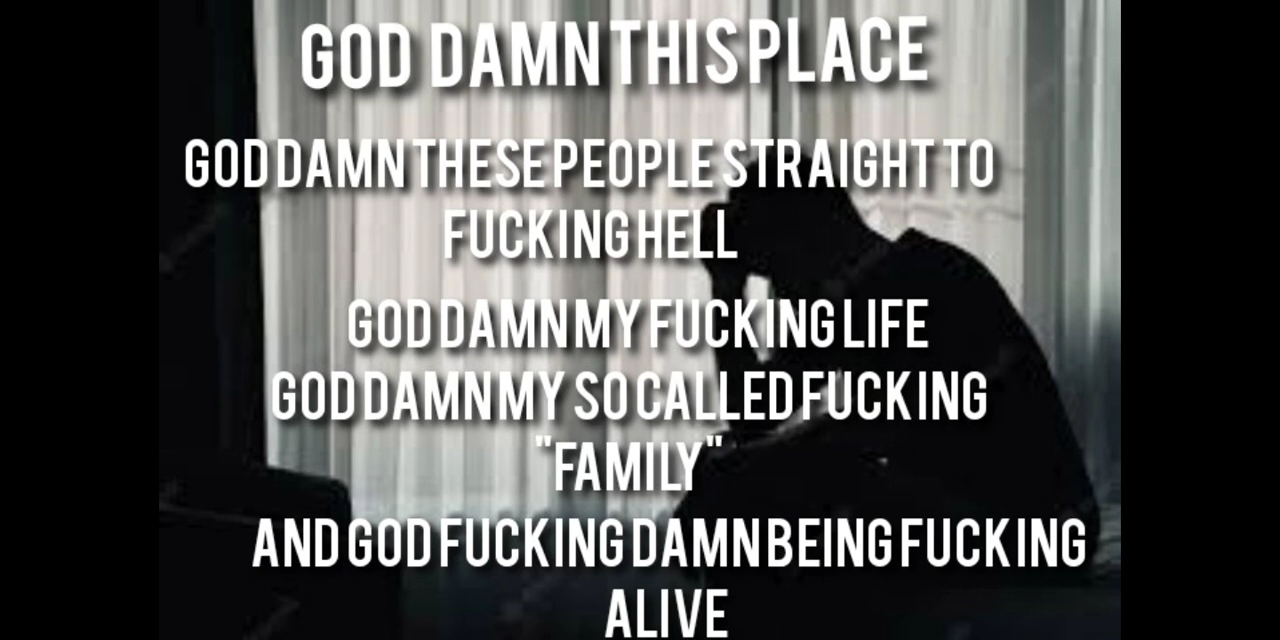 GOD DAMN THIS PLACE
GOD DAMN THESE PEOPLE STRAIGHT TO
FUCKING HELL
GOD DAMN MY FUCKING LIFE
GOD DAMN MY SO CALLED FUCKING
"FAMILY"
AND GOD FUCKING DAMN BEING FUCKING
ALIVE